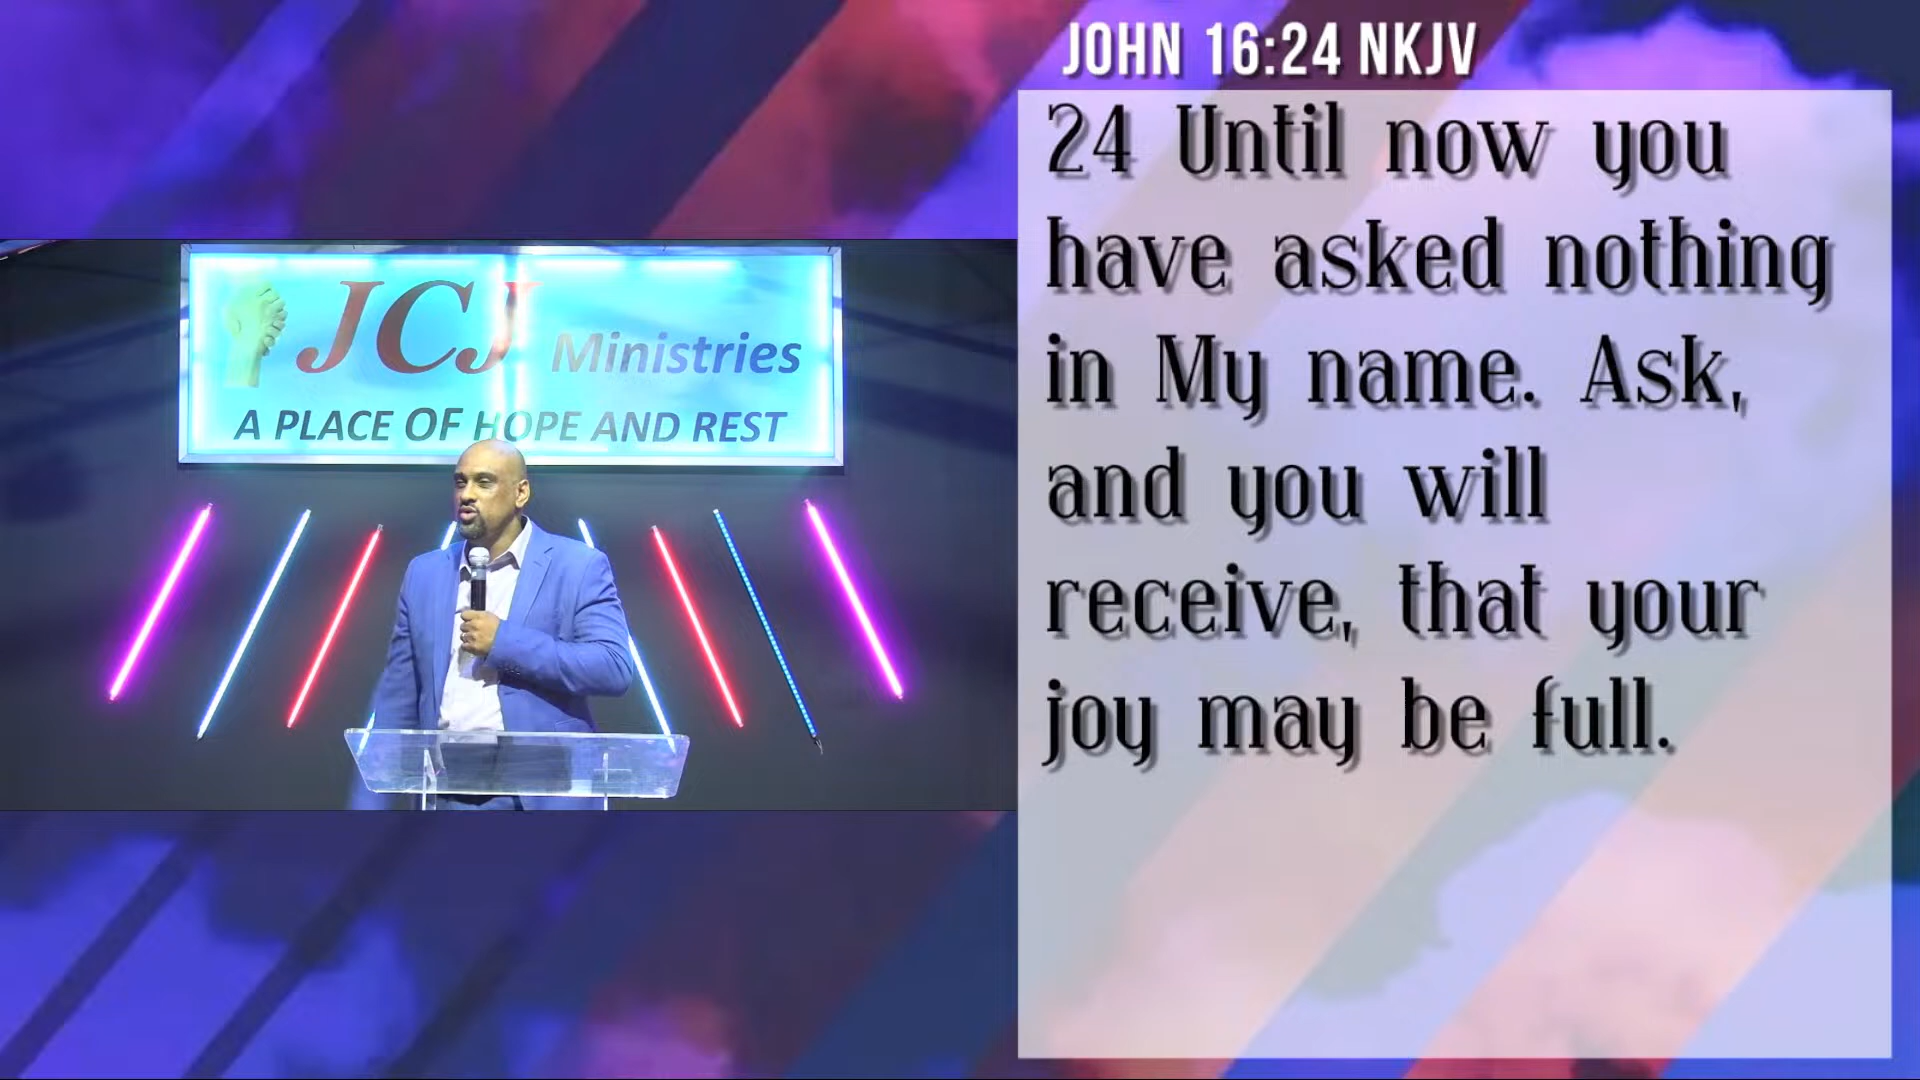 JOHN 16:24 NKJV
24 Until now you
have asked nothing
in My name. Ask,
and you will
receive, that your
joy may be full.
JCJ Ministries
A PLACE OF HOPE AND REST